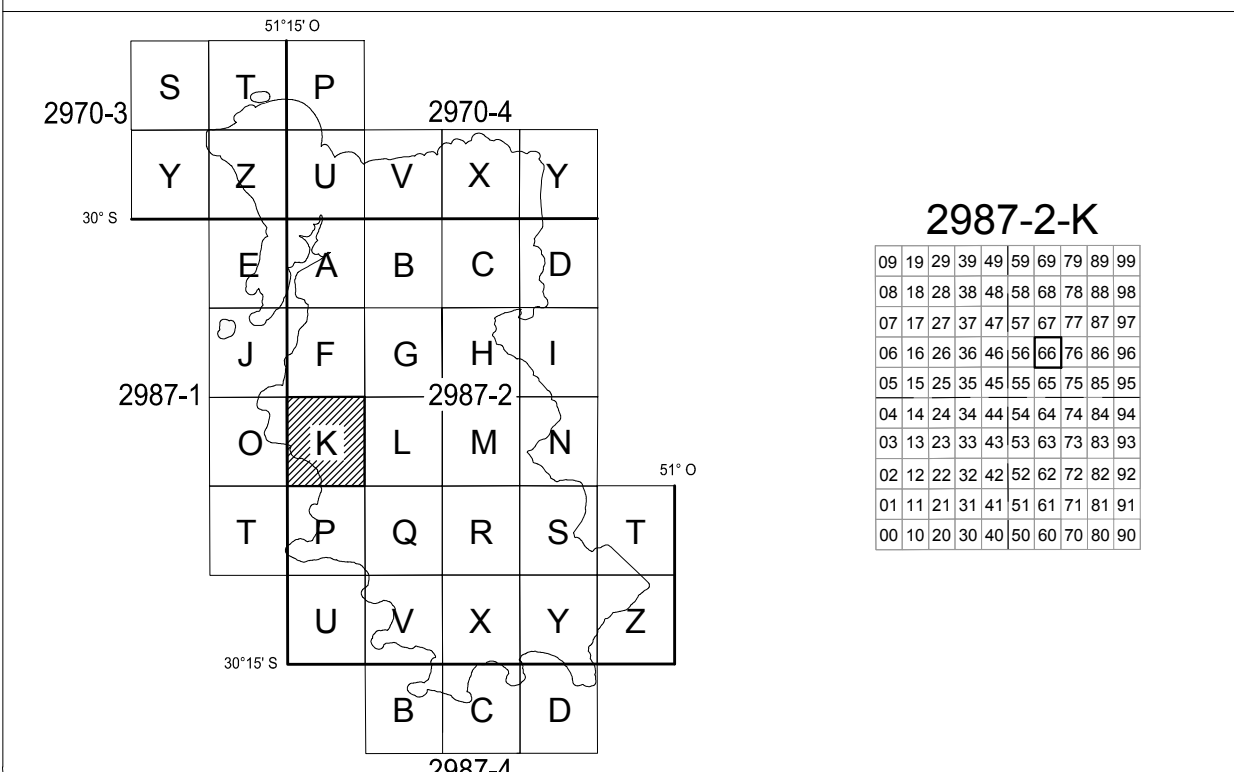 51°15' O
S T P
2970-3
2970-4
Y Z U V X Y
30° S
E A B C D
J F G H I
2987-1
2987-2
O K L M N
51° O
T P Q R S T
U V X Y Z
30°15' S
B C D
2987-4
2987-2-K
09 19 29 39 49 59 69 79 89 99
08 18 28 38 48 58 68 78 88 98
07 17 27 37 47 57 67 77 87 97
06 16 26 36 46 56 66 76 86 96
05 15 25 35 45 55 65 75 85 95
04 14 24 34 44 54 64 74 84 94
03 13 23 33 43 53 63 73 83 93
02 12 22 32 42 52 62 72 82 92
01 11 21 31 41 51 61 71 81 91
00 10 20 30 40 50 60 70 80 90